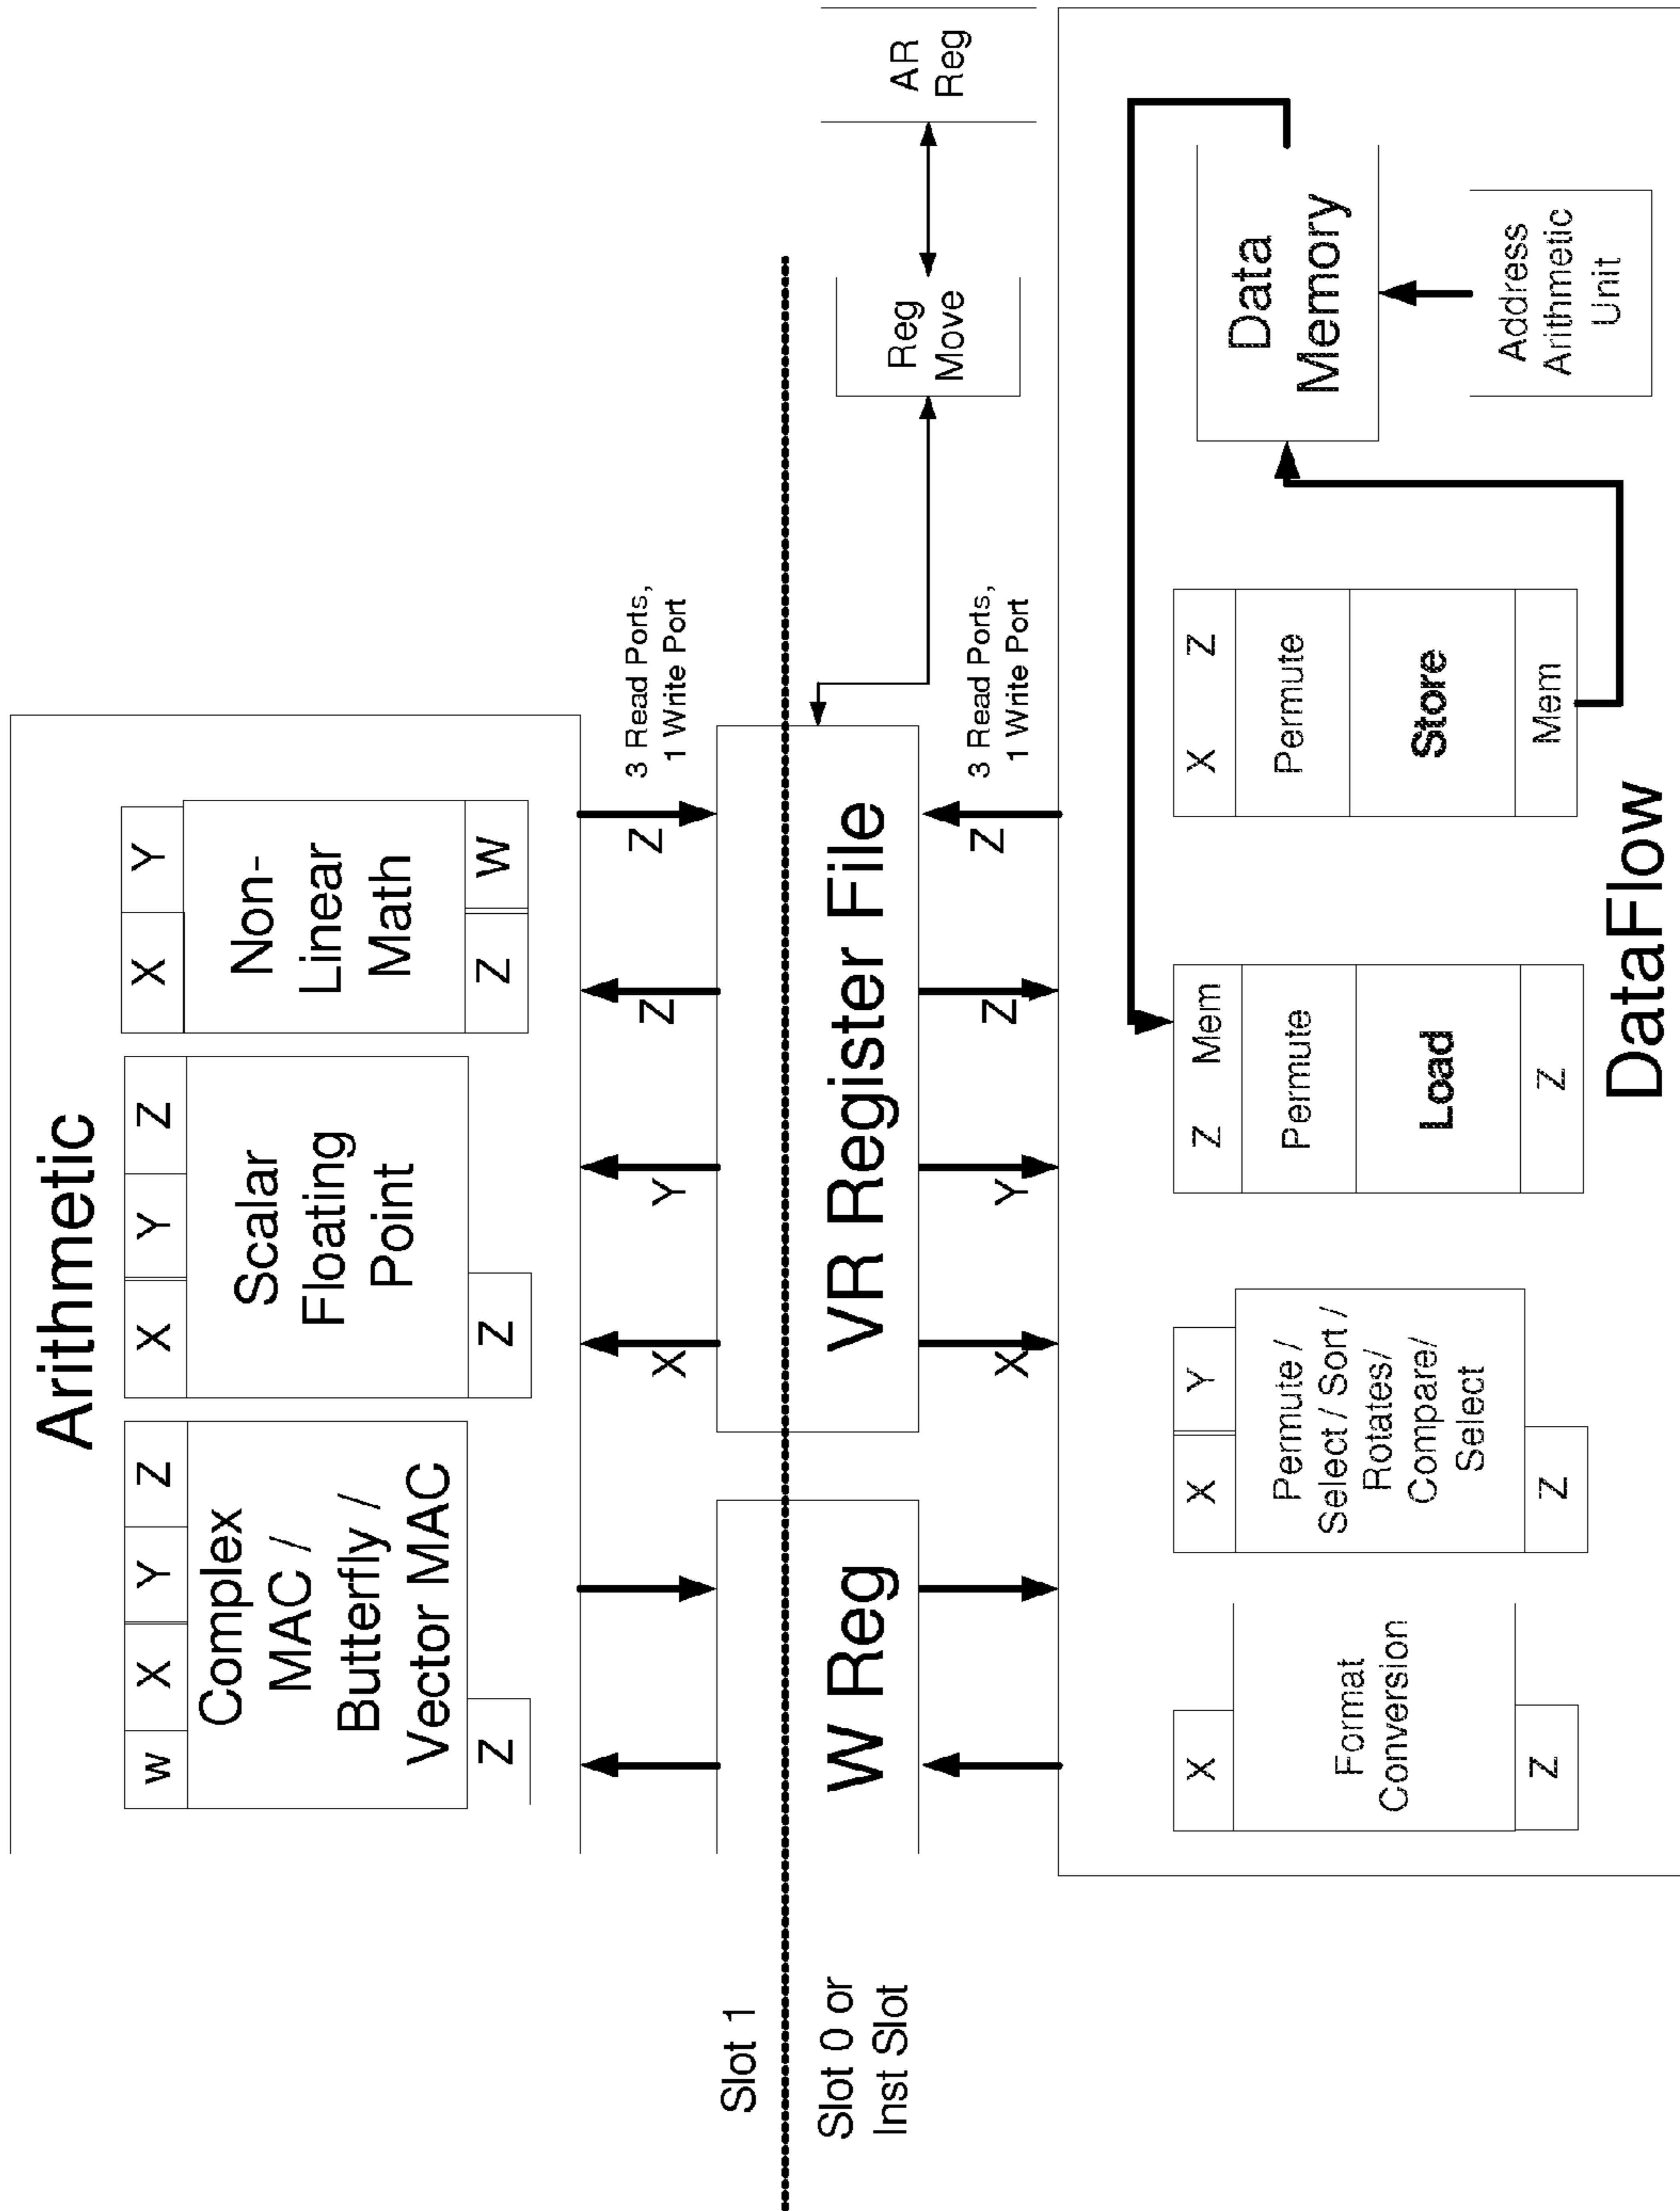 Arithmetic
W X Y Z
Complex
MAC /
Butterfly /
Vector MAC
Z
X Y Z
Scalar
Floating
Point
Z
X Y
Non-
Linear
Math
Z W
Slot 1
3 Read Ports,
1 Write Port
X Y Z Z
W Reg
VR Register File
Reg
Move
AR
Reg
Slot 0 or
Inst Slot
X Y Z Z
3 Read Ports,
1 Write Port
X
Format
Conversion
Z
X Y
Permute /
Select / Sort /
Rotates/
Compare/
Select
Z
Z Mem
Permute
Load
Z
X Z
Permute
Store
Mem
Data
Memory
Address
Arithmetic
Unit
DataFlow